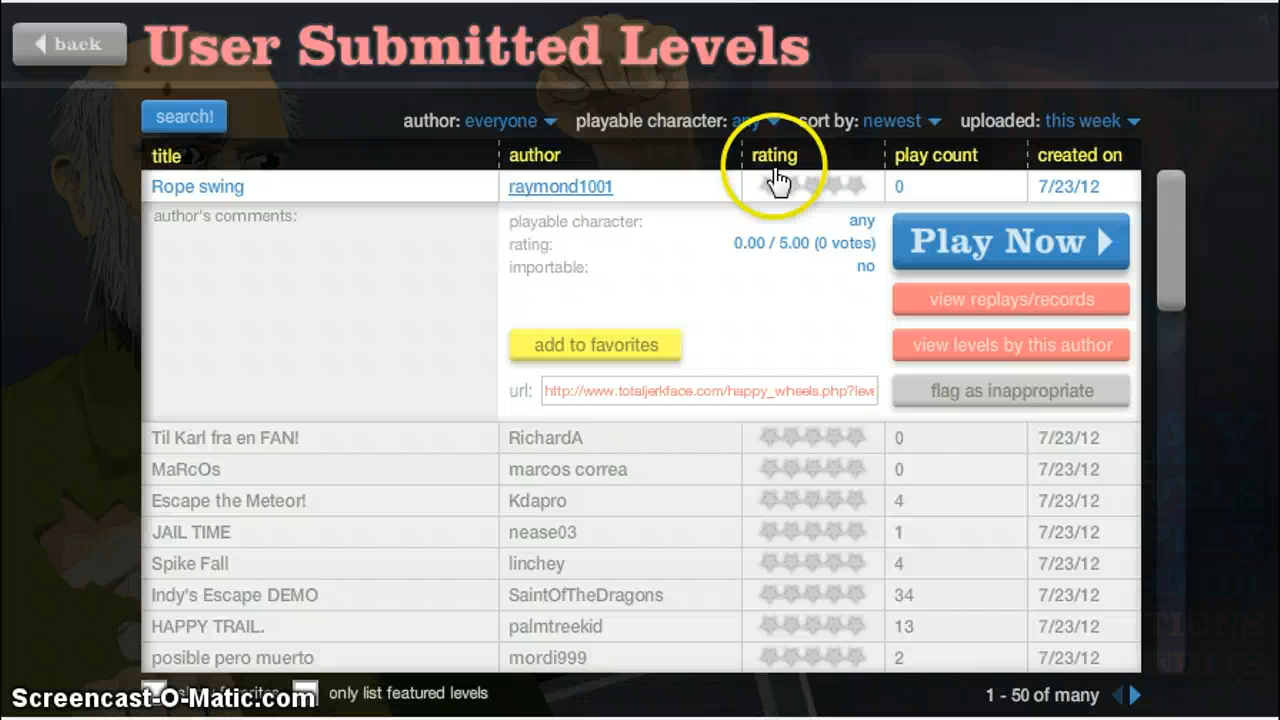 back
User Submitted Levels
search!
author: everyone playable character: any sort by: newest uploaded: this week
title author rating play count created on
Rope swing raymond1001 0 7/23/12
author's comments:
playable character: any
rating: 0.00 / 5.00 (0 votes)
importable: no
Play Now
view replays/records
add to favorites
view levels by this author
url: http://www.totaljerkface.com/happy_wheels.php?leve
flag as inappropriate
Til Karl fra en FAN! RichardA 0 7/23/12
MaRcOs marcos correa 0 7/23/12
Escape the Meteor! Kdapro 4 7/23/12
JAIL TIME nease03 1 7/23/12
Spike Fall linchey 4 7/23/12
Indy's Escape DEMO SaintOfTheDragons 34 7/23/12
HAPPY TRAIL. palmtreekid 13 7/23/12
posible pero muerto mordi999 2 7/23/12
only list featured levels
1 - 50 of many
Screencast-O-Matic.com